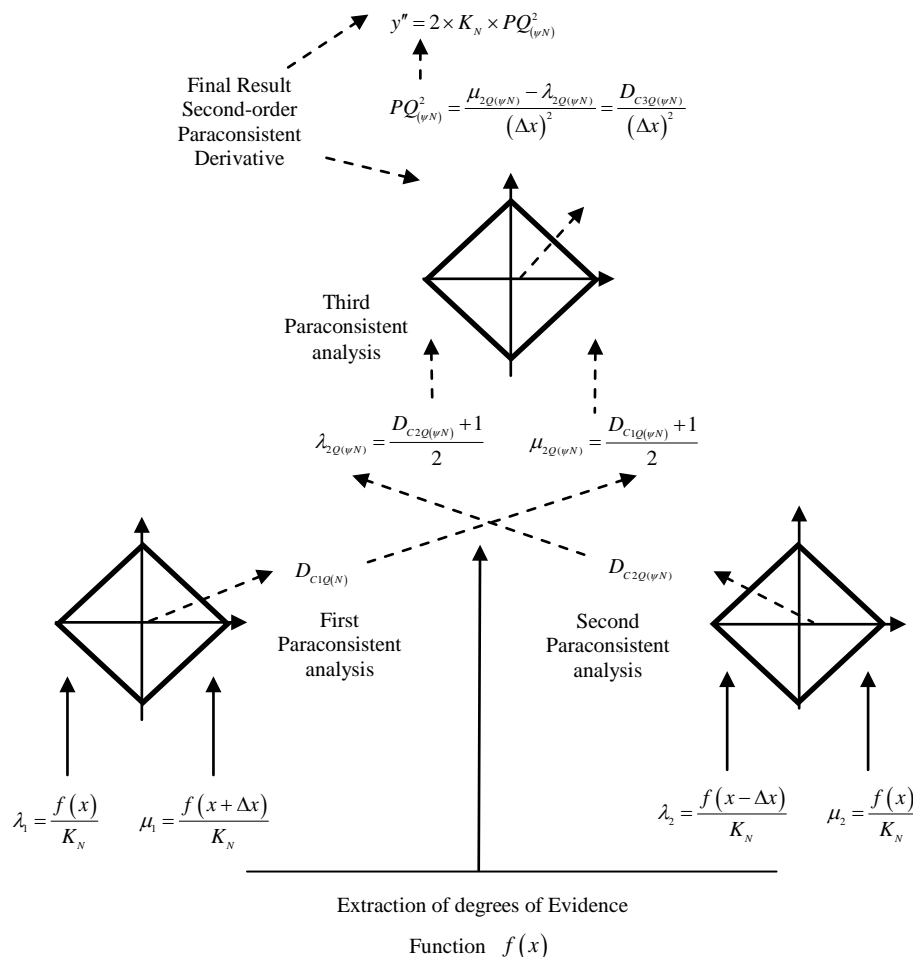 y″ = 2 × K_N × PQ²_(ψN)
Final Result
Second-order
Paraconsistent
Derivative
PQ²_(ψN) = (μ_2Q(ψN) − λ_2Q(ψN)) / (Δx)² = D_C3Q(ψN) / (Δx)²
Third
Paraconsistent
analysis
λ_2Q(ψN) = (D_C2Q(ψN) + 1) / 2
μ_2Q(ψN) = (D_C1Q(ψN) + 1) / 2
D_C1Q(N)
D_C2Q(ψN)
First
Paraconsistent
analysis
Second
Paraconsistent
analysis
λ_1 = f(x) / K_N
μ_1 = f(x + Δx) / K_N
λ_2 = f(x − Δx) / K_N
μ_2 = f(x) / K_N
Extraction of degrees of Evidence
Function f(x)